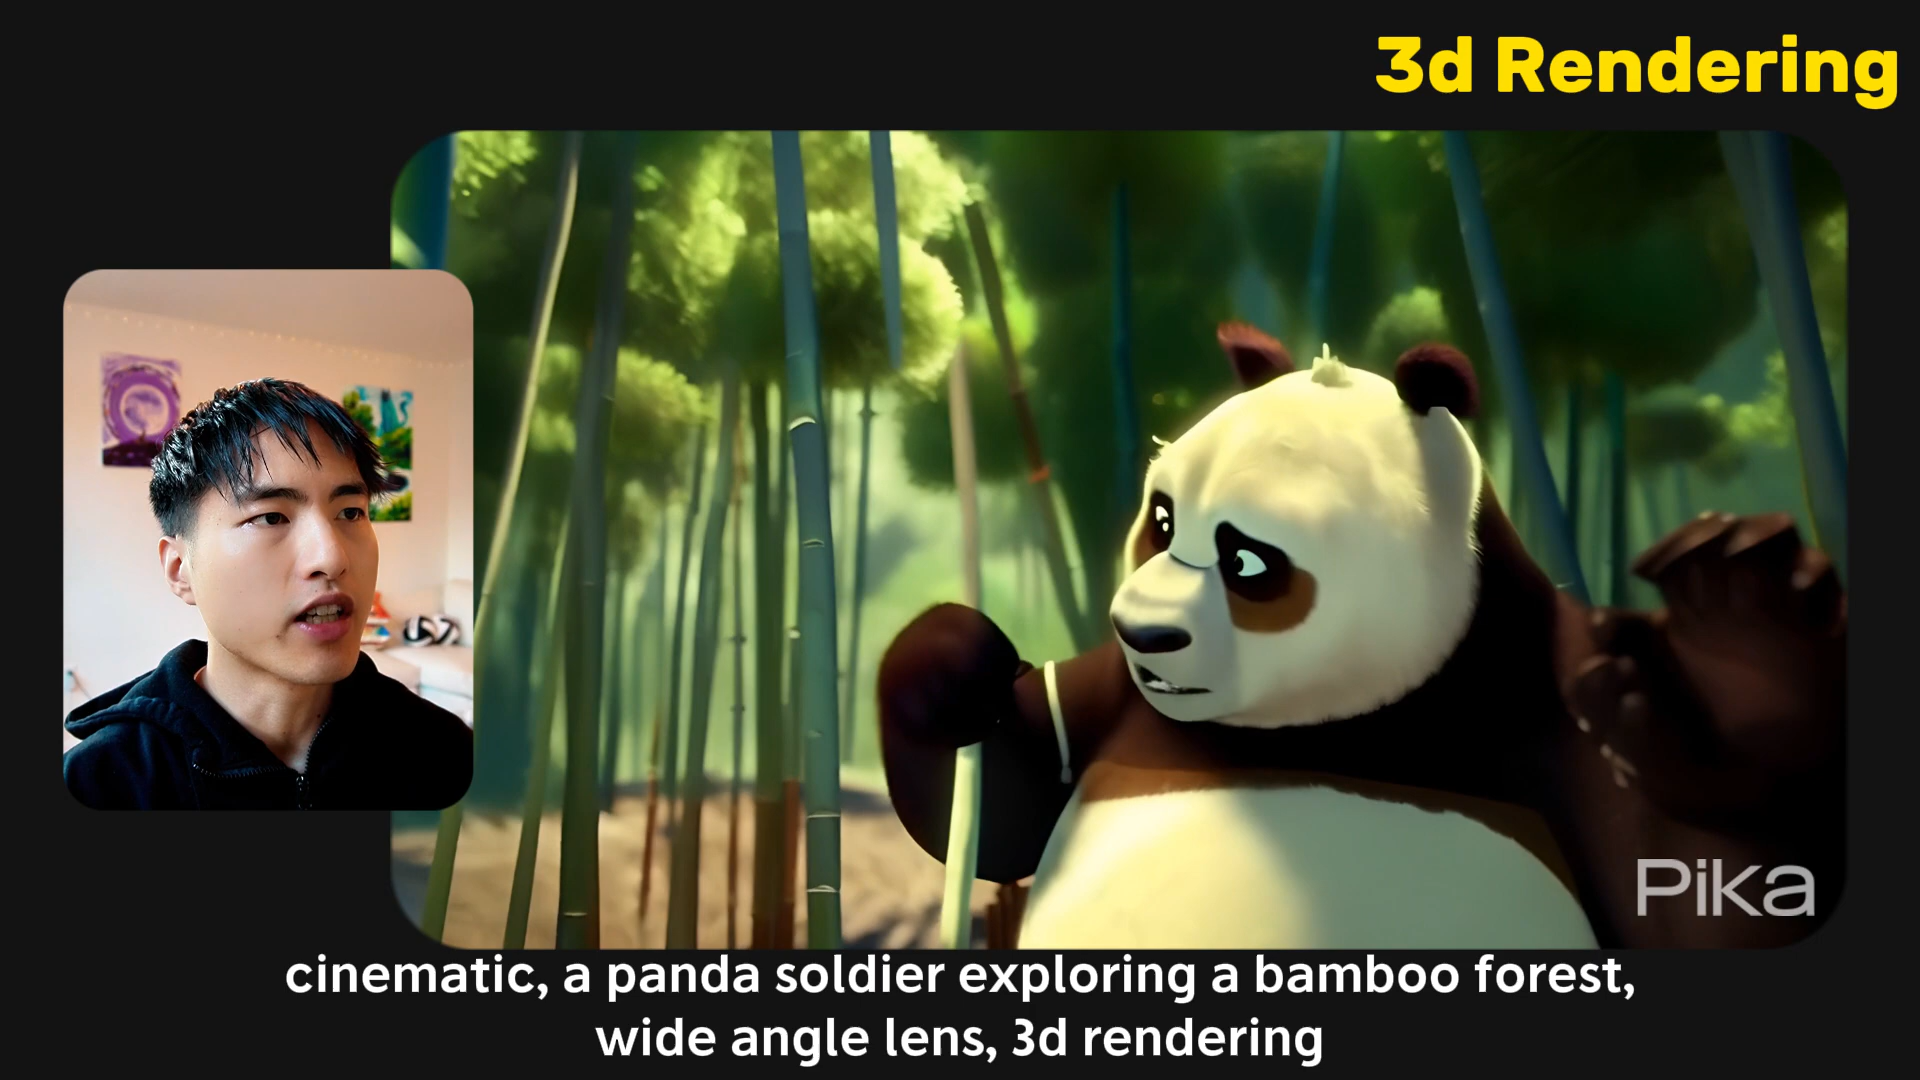 3d Rendering
Pika
cinematic, a panda soldier exploring a bamboo forest,
wide angle lens, 3d rendering